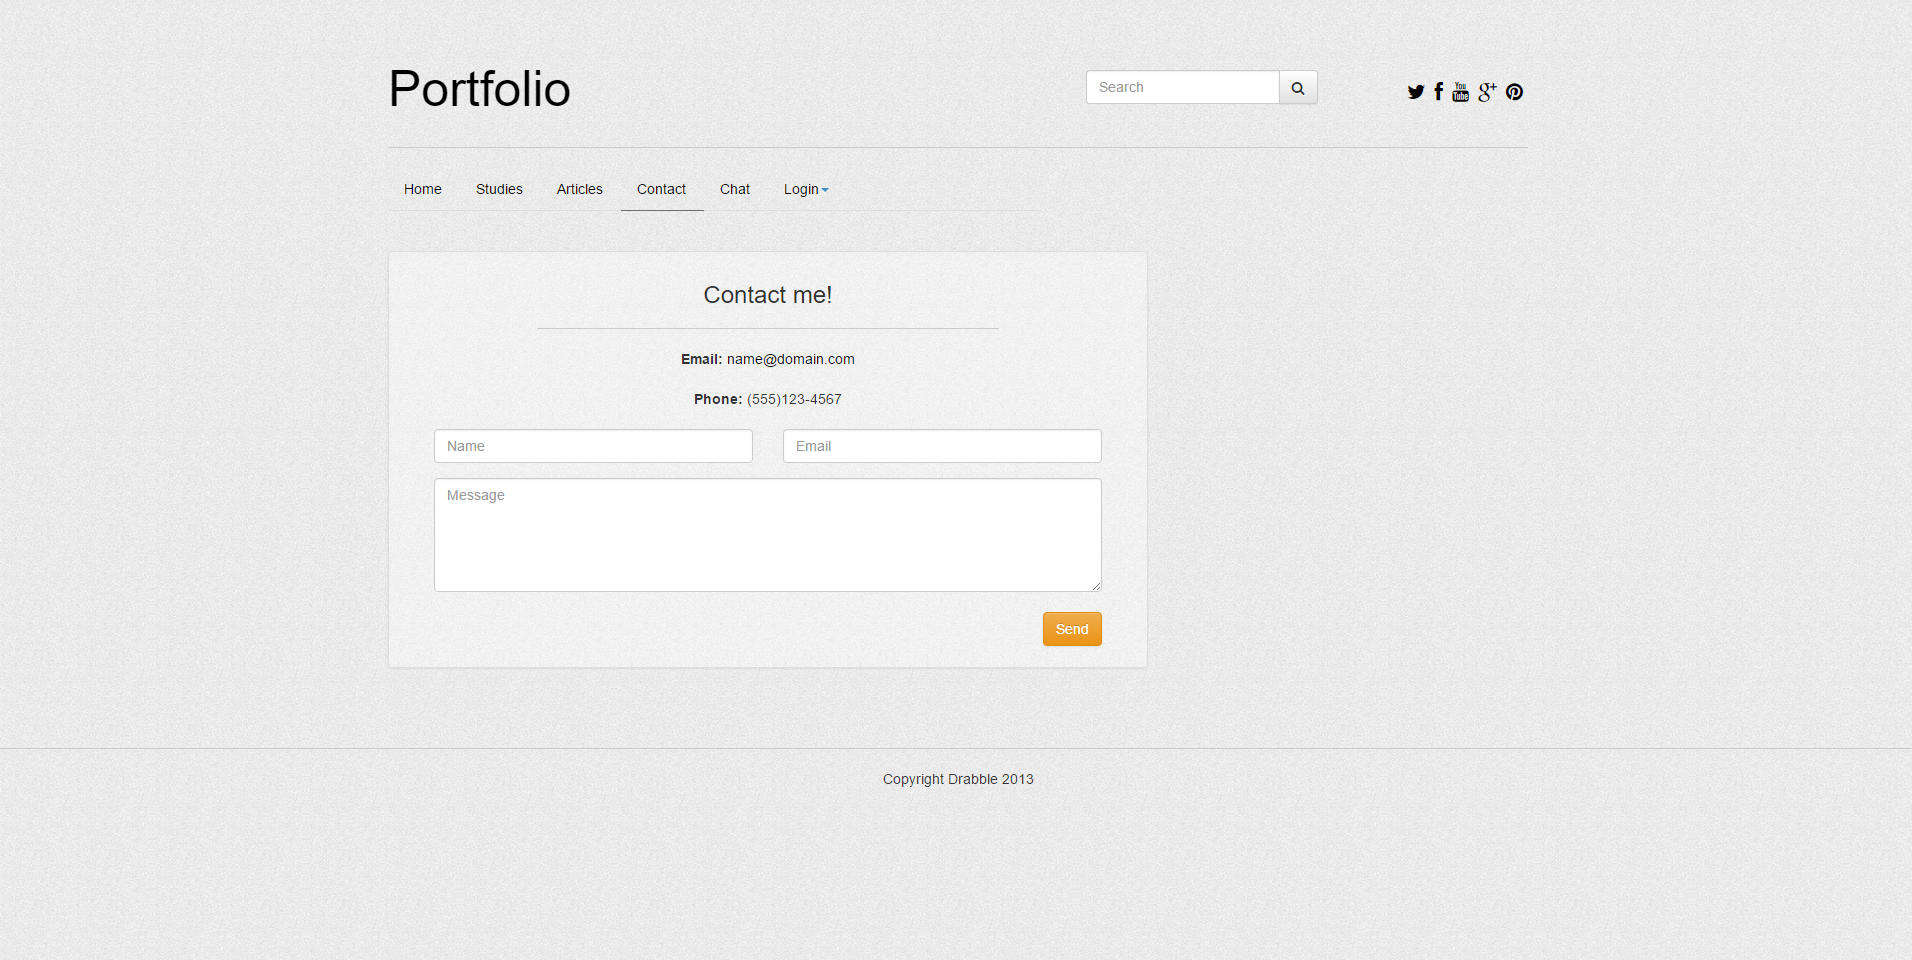 Portfolio
Search
You
Tube
g+
Home Studies Articles Contact Chat Login
Contact me!
Email: name@domain.com
Phone: (555)123-4567
Name Email
Message
Send
Copyright Drabble 2013